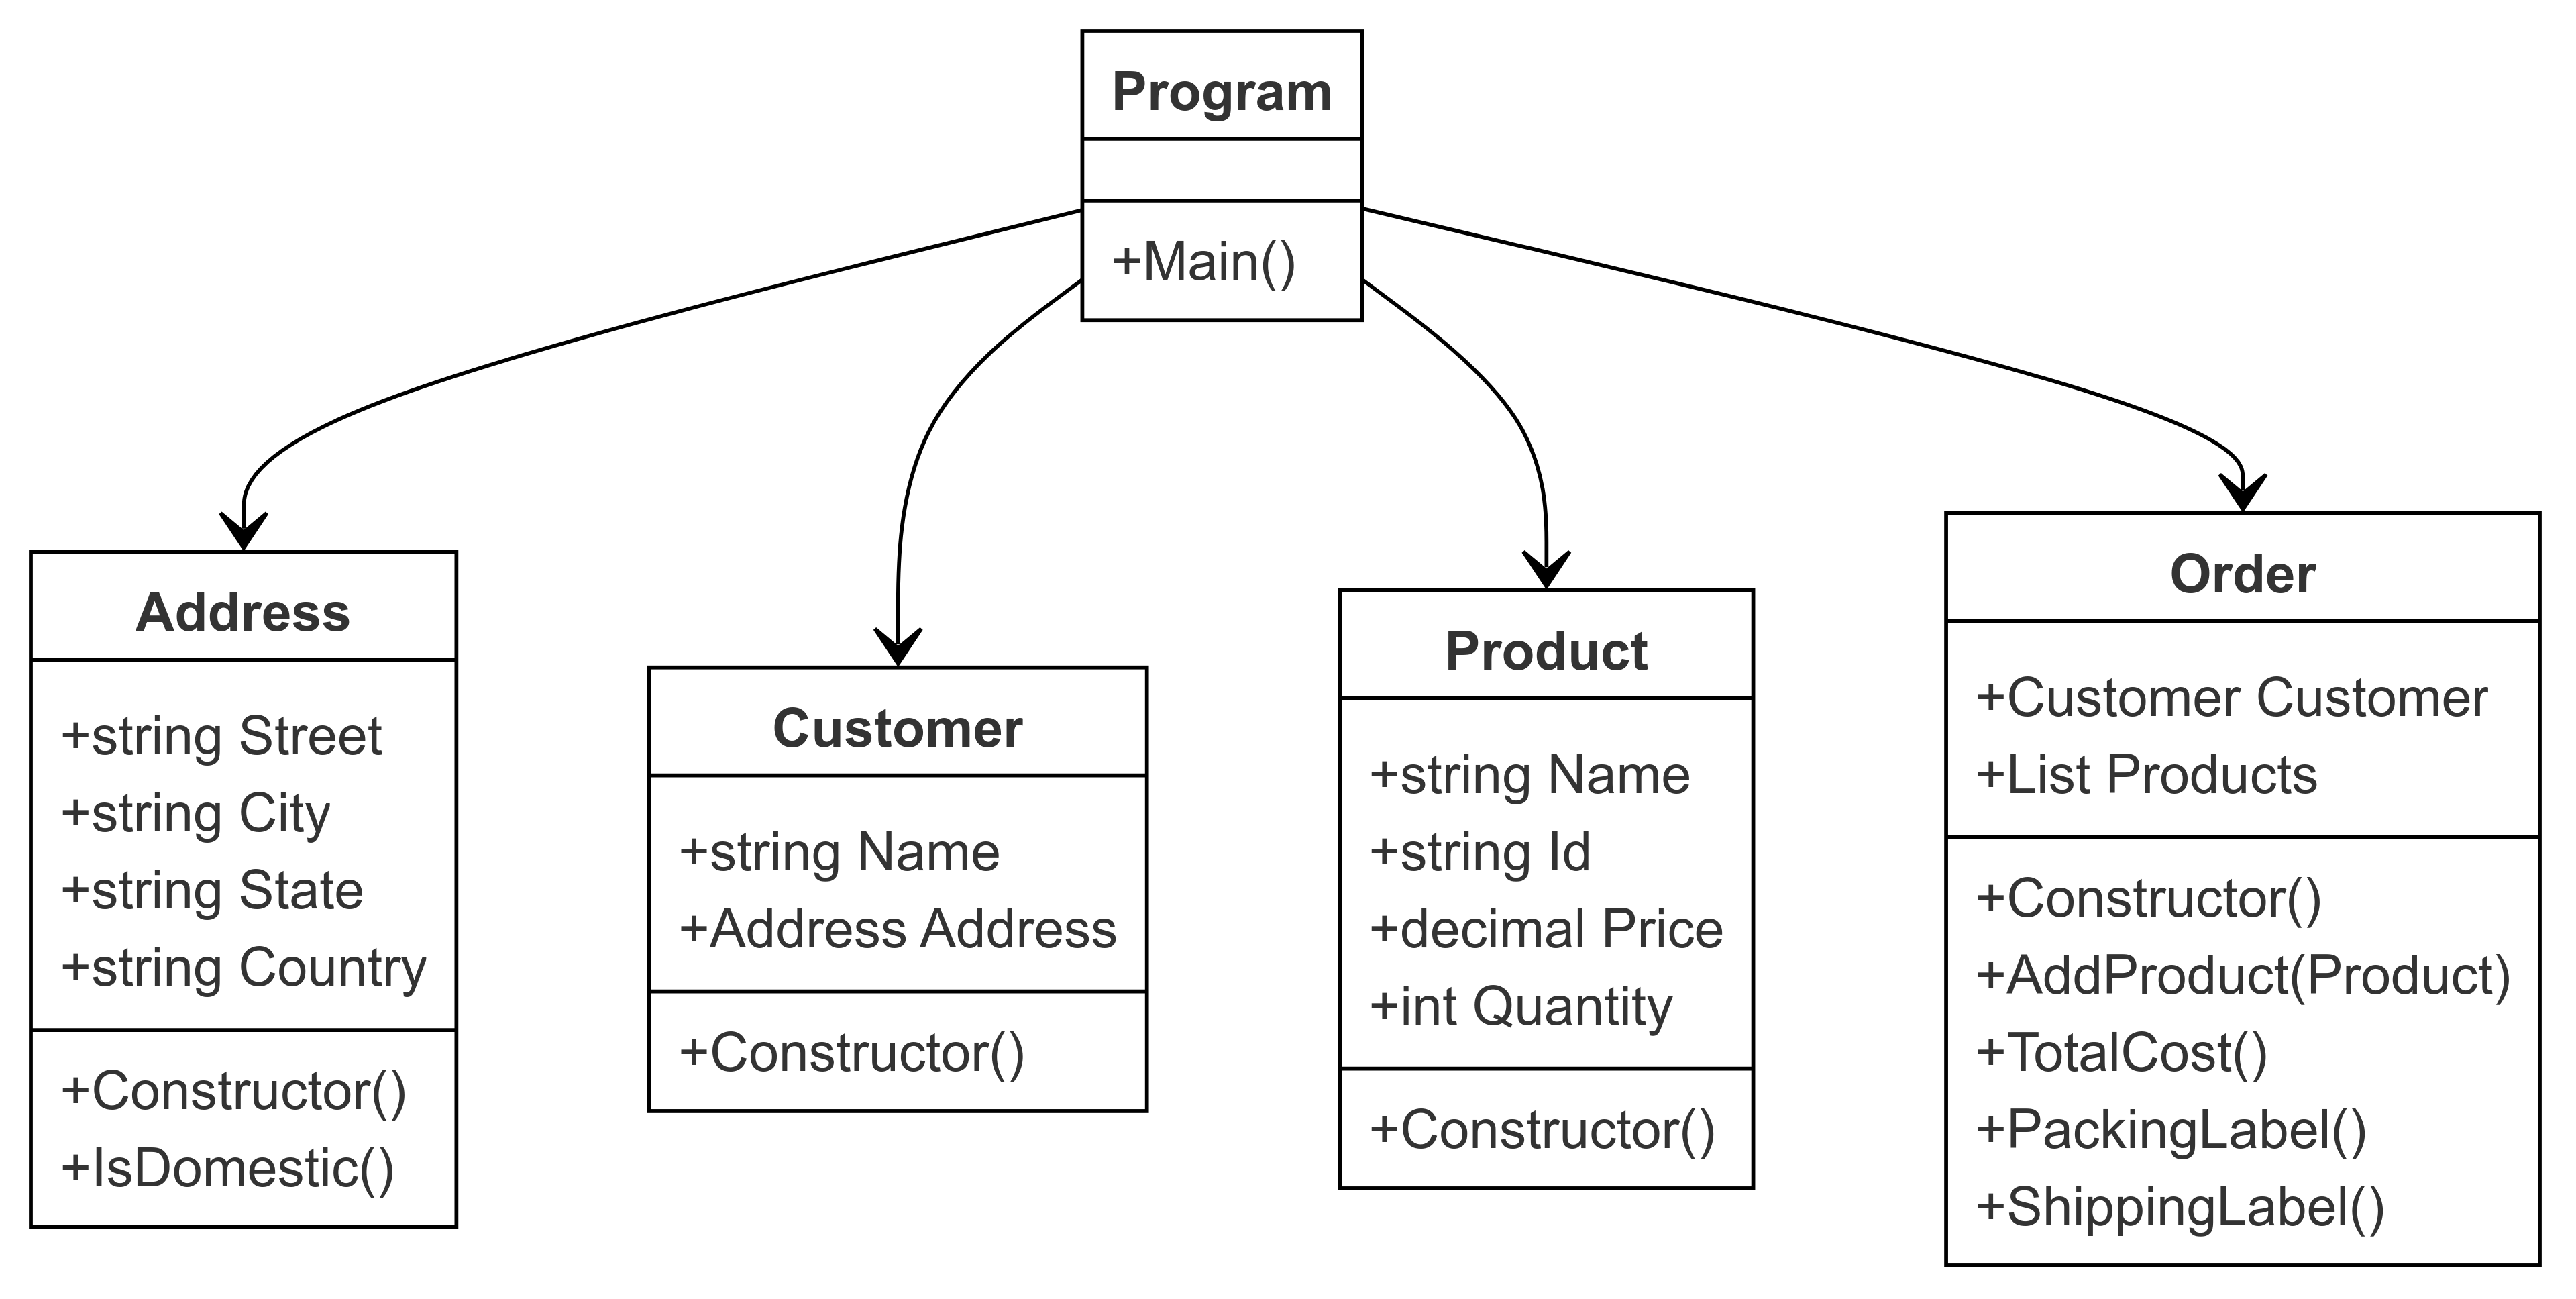 Program
+Main()
Address
+string Street
+string City
+string State
+string Country
+Constructor()
+IsDomestic()
Customer
+string Name
+Address Address
+Constructor()
Product
+string Name
+string Id
+decimal Price
+int Quantity
+Constructor()
Order
+Customer Customer
+List Products
+Constructor()
+AddProduct(Product)
+TotalCost()
+PackingLabel()
+ShippingLabel()